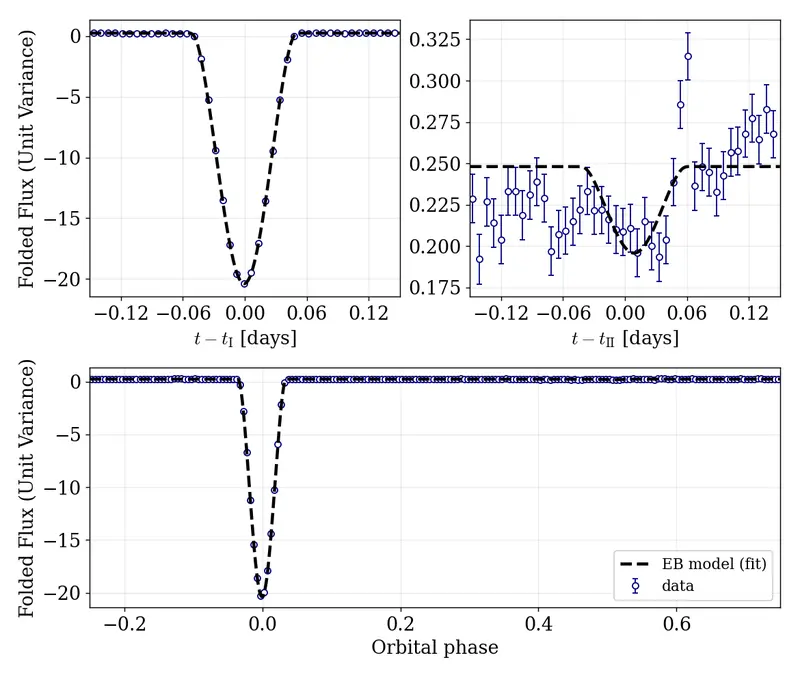 Folded Flux (Unit Variance)
0
−5
−10
−15
−20
−0.12 −0.06 0.00 0.06 0.12
t − tI [days]
0.325
0.300
0.275
0.250
0.225
0.200
0.175
−0.12 −0.06 0.00 0.06 0.12
t − tII [days]
Folded Flux (Unit Variance)
0
−5
−10
−15
−20
−0.2 0.0 0.2 0.4 0.6
Orbital phase
EB model (fit)
data